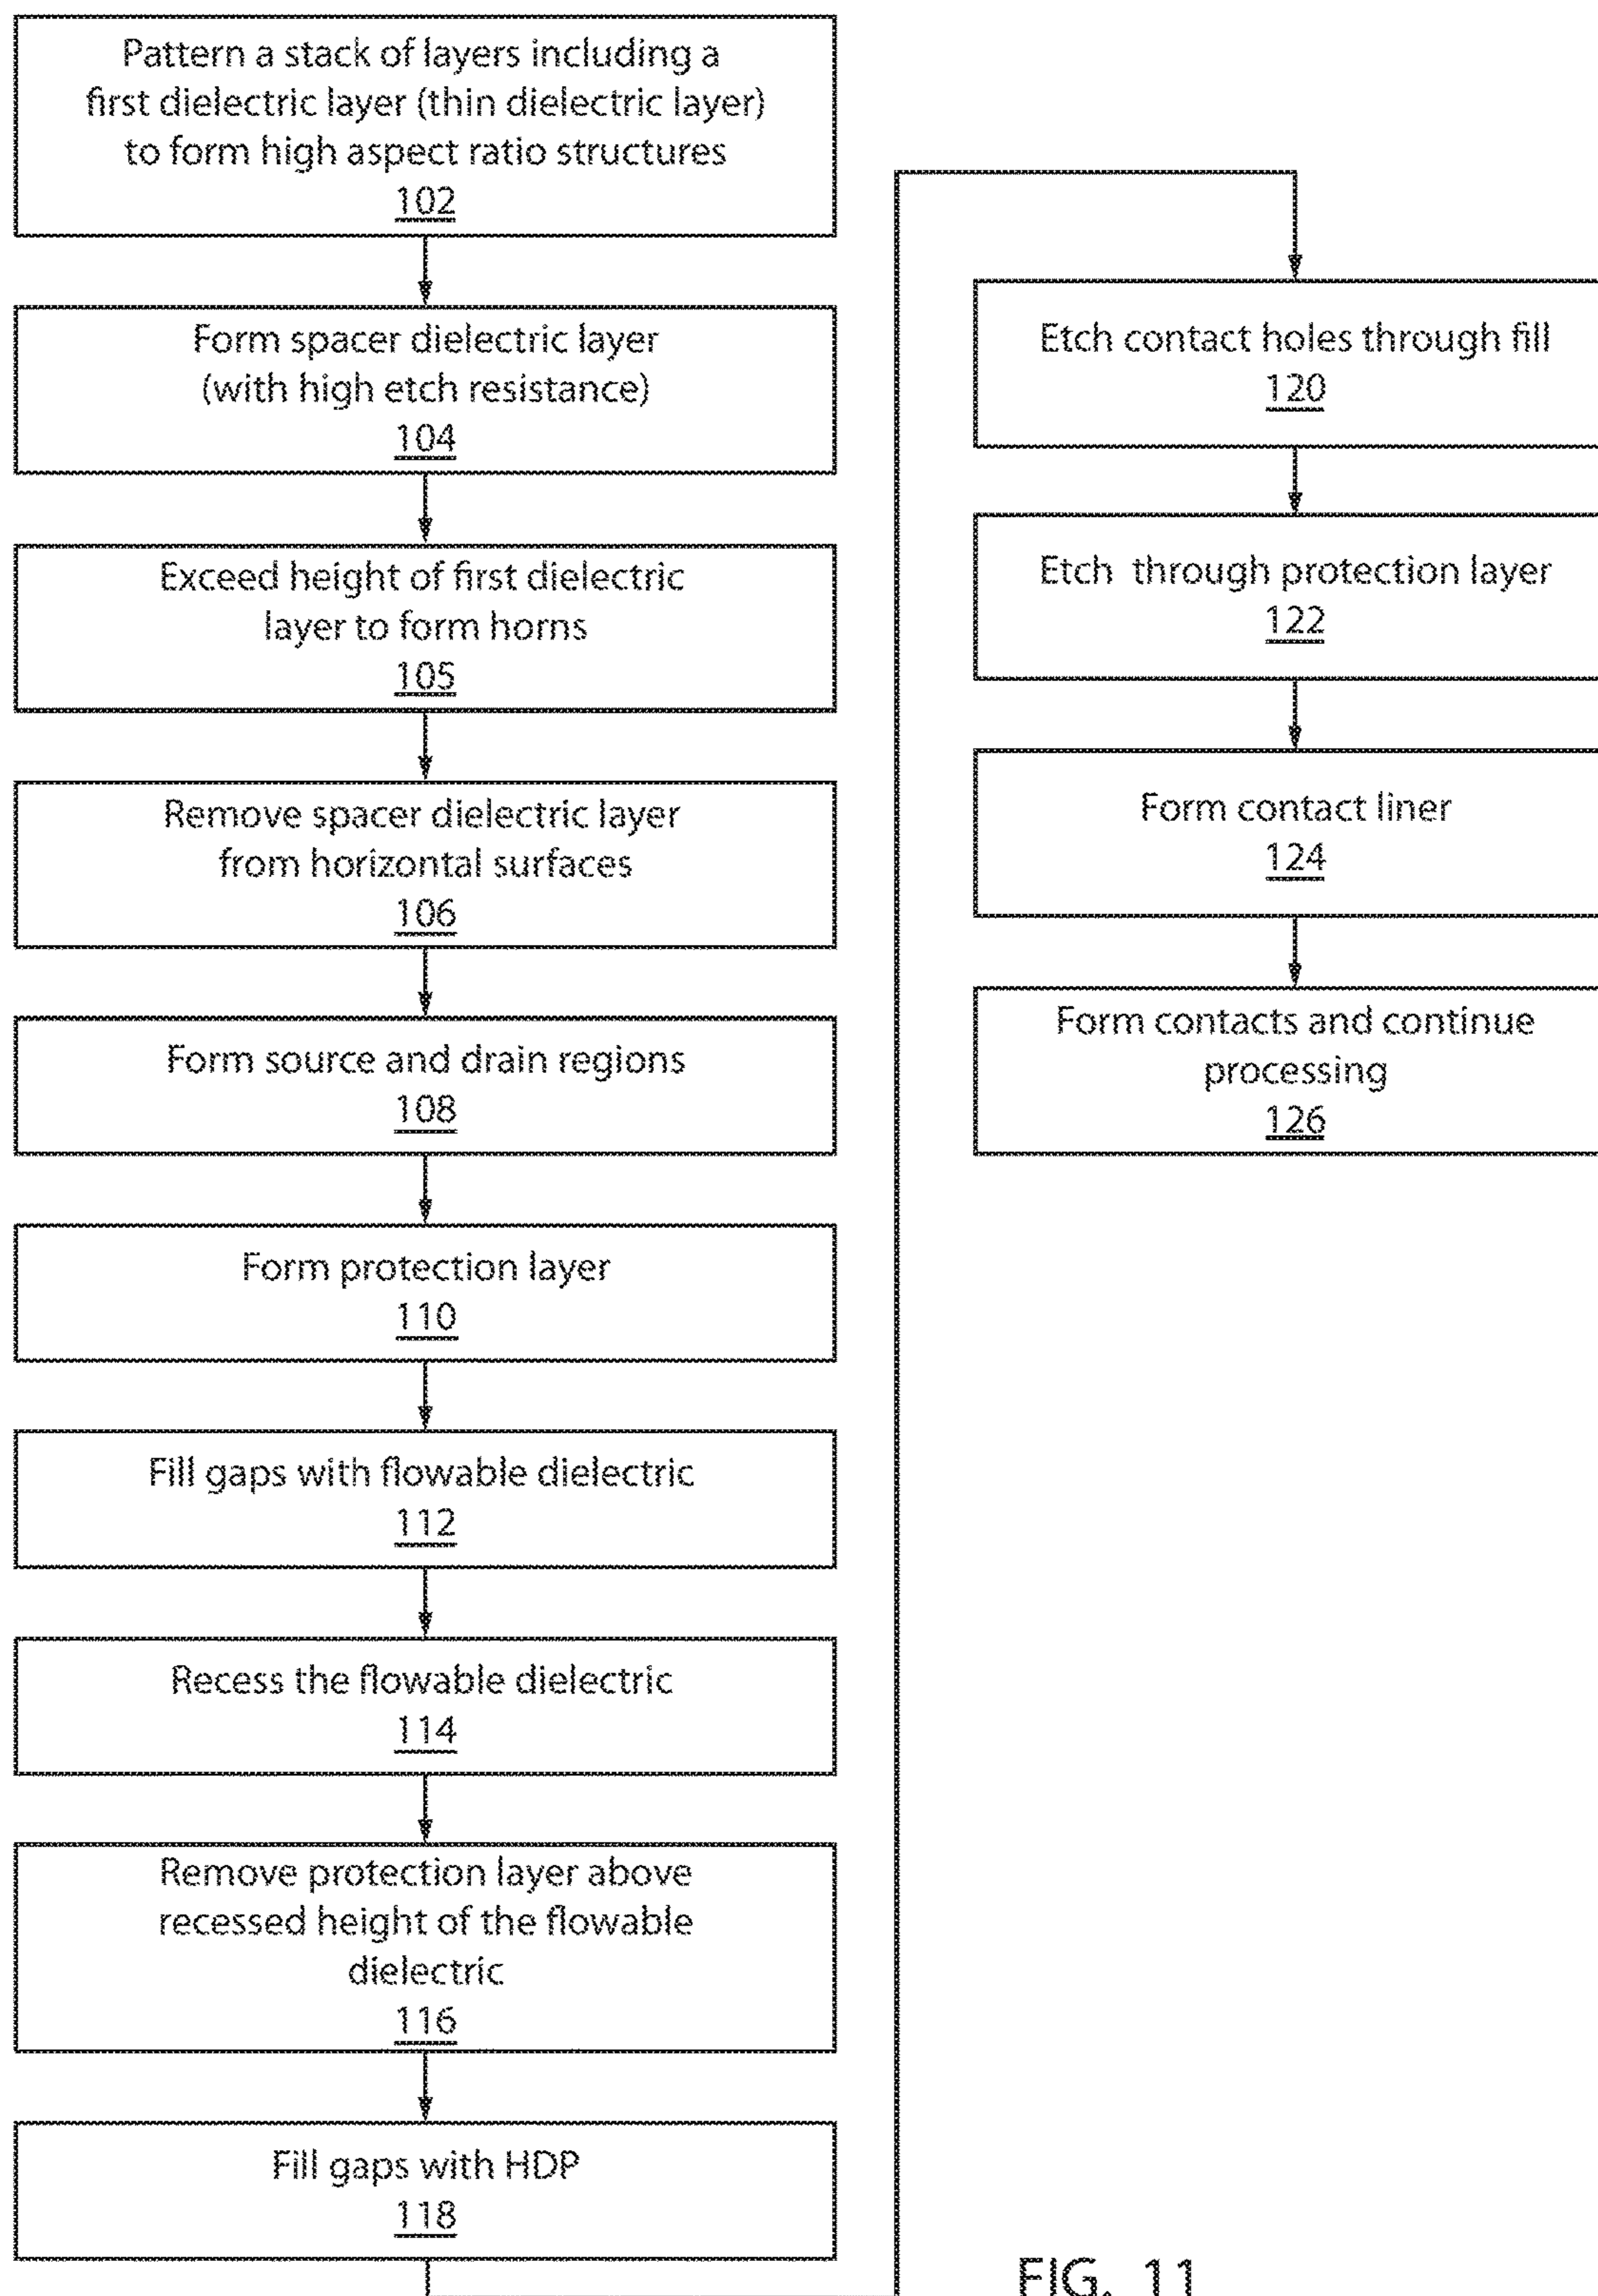 Pattern a stack of layers including a
first dielectric layer (thin dielectric layer)
to form high aspect ratio structures
102
Form spacer dielectric layer
(with high etch resistance)
104
Exceed height of first dielectric
layer to form horns
105
Remove spacer dielectric layer
from horizontal surfaces
106
Form source and drain regions
108
Form protection layer
110
Fill gaps with flowable dielectric
112
Recess the flowable dielectric
114
Remove protection layer above
recessed height of the flowable
dielectric
116
Fill gaps with HDP
118
Etch contact holes through fill
120
Etch through protection layer
122
Form contact liner
124
Form contacts and continue
processing
126
FIG. 11